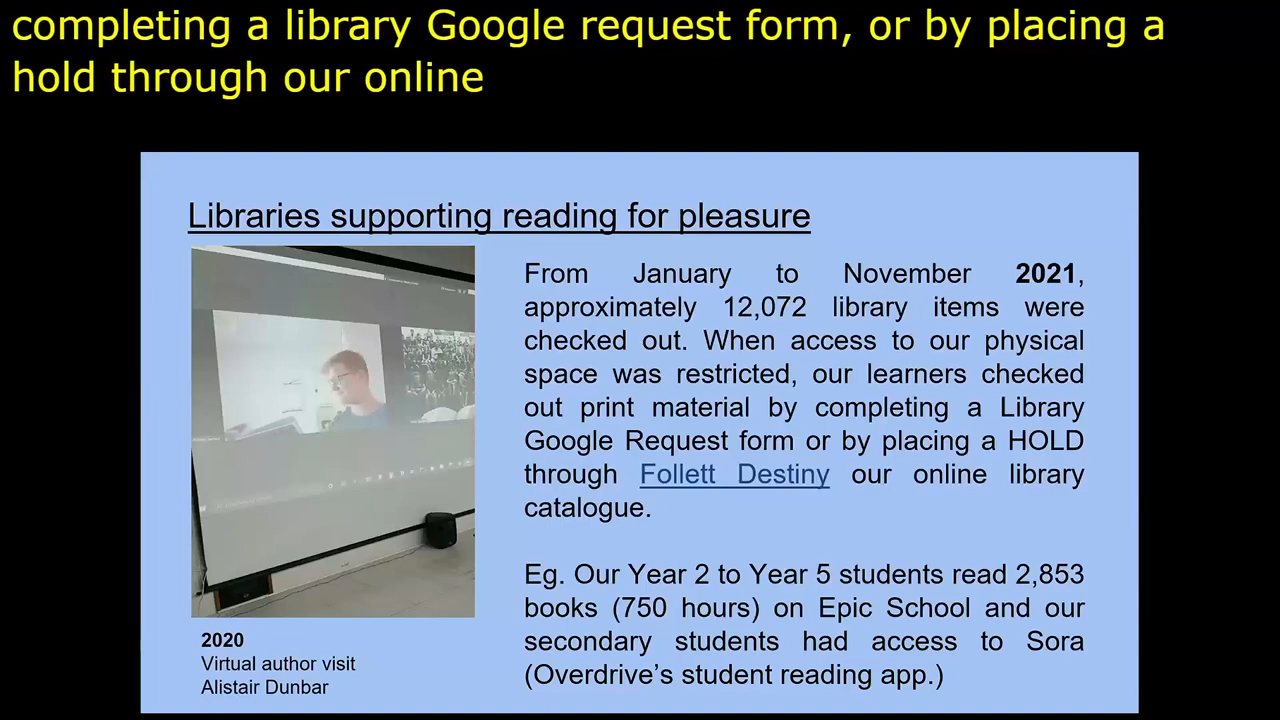 completing a library Google request form, or by placing a
hold through our online
Libraries supporting reading for pleasure
From January to November 2021,
approximately 12,072 library items were
checked out. When access to our physical
space was restricted, our learners checked
out print material by completing a Library
Google Request form or by placing a HOLD
through Follett Destiny our online library
catalogue.
Eg. Our Year 2 to Year 5 students read 2,853
books (750 hours) on Epic School and our
secondary students had access to Sora
(Overdrive’s student reading app.)
2020
Virtual author visit
Alistair Dunbar